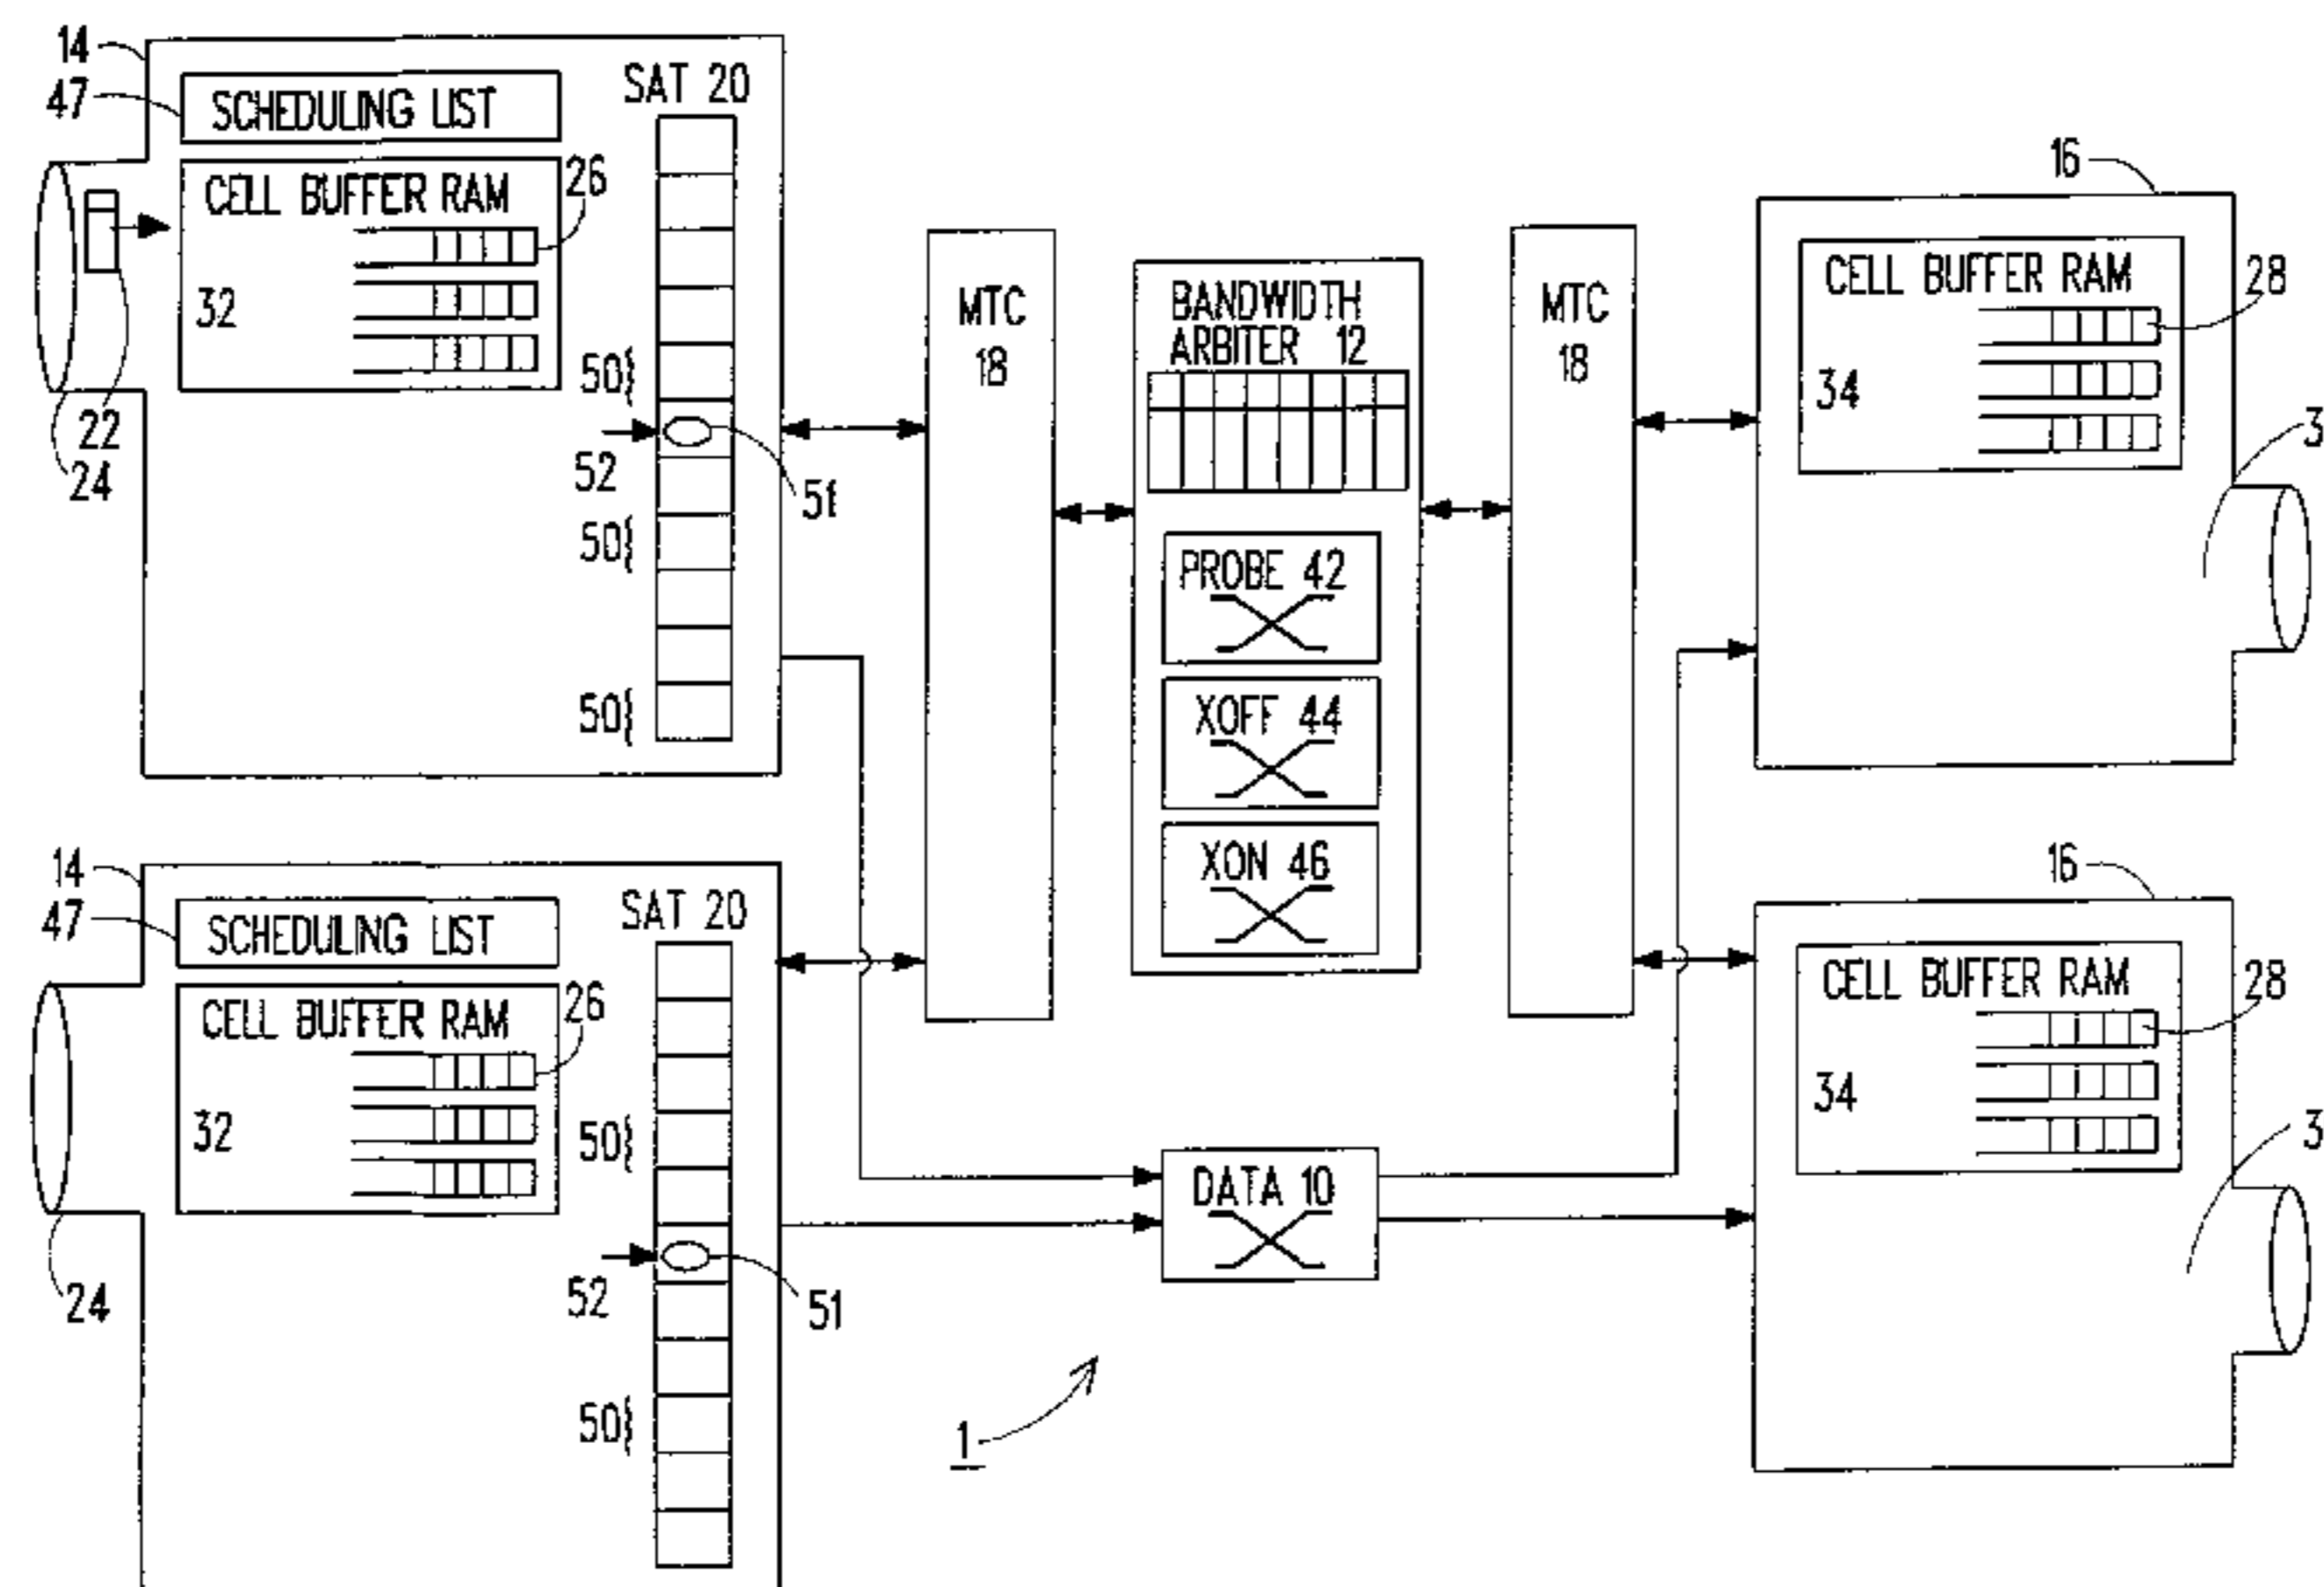 14
47
SCHEDULING LIST
SAT 20
CELL BUFFER RAM
26
32
22
24
50
52
51
50
50
MTC
18
BANDWIDTH
ARBITER 12
PROBE 42
XOFF 44
XON 46
MTC
18
16
CELL BUFFER RAM
28
34
3
14
47
SCHEDULING LIST
SAT 20
CELL BUFFER RAM
26
32
24
50
52
51
50
DATA 10
1
16
CELL BUFFER RAM
28
34
3